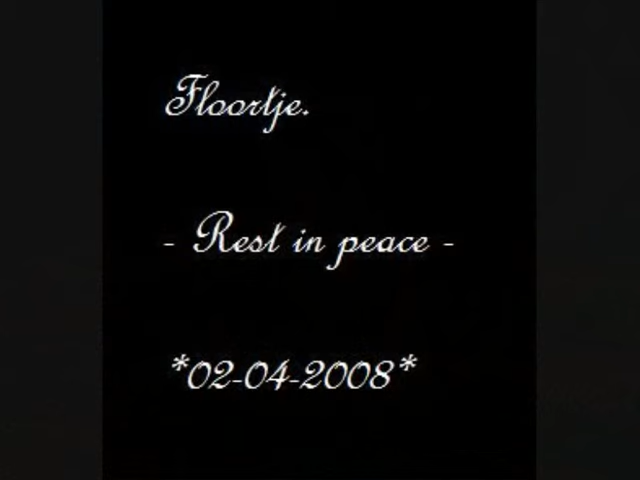 Floortje.
- Rest in peace -
*02-04-2008*